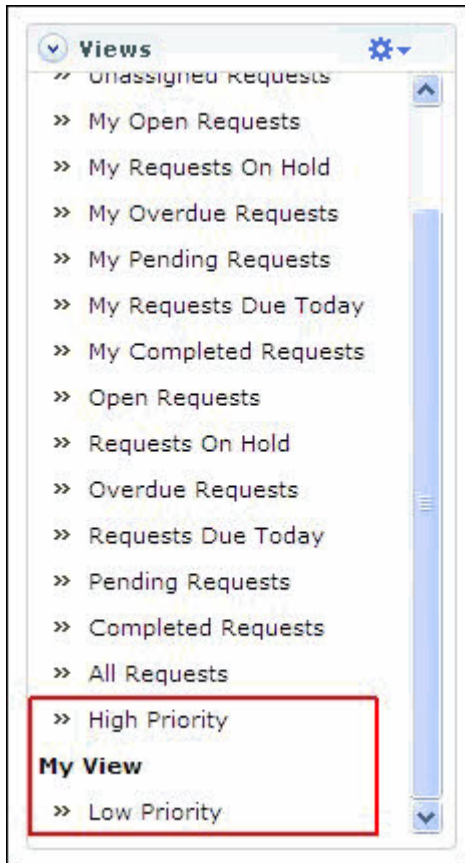 Views
» Unassigned Requests
» My Open Requests
» My Requests On Hold
» My Overdue Requests
» My Pending Requests
» My Requests Due Today
» My Completed Requests
» Open Requests
» Requests On Hold
» Overdue Requests
» Requests Due Today
» Pending Requests
» Completed Requests
» All Requests
» High Priority
My View
» Low Priority